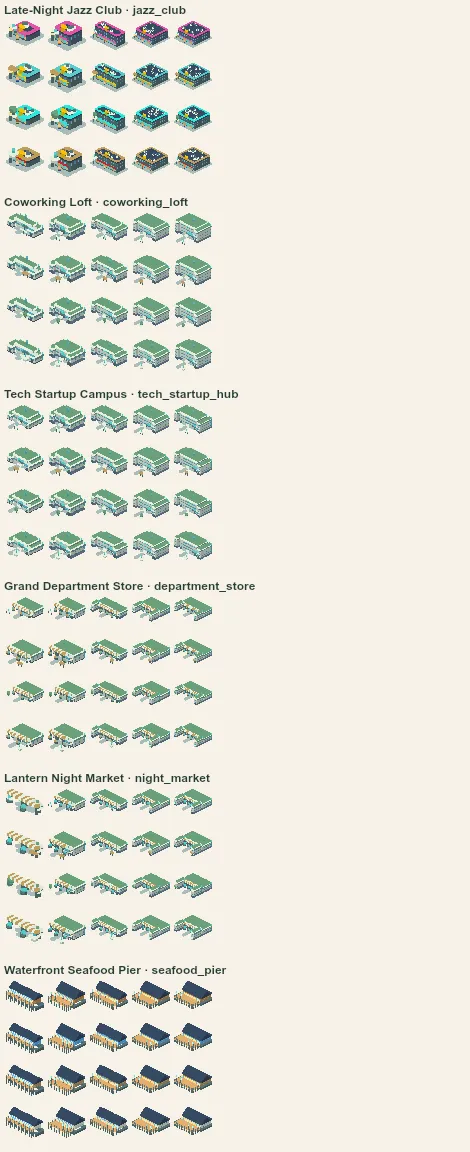 Late-Night Jazz Club · jazz_club
Coworking Loft · coworking_loft
Tech Startup Campus · tech_startup_hub
Grand Department Store · department_store
Lantern Night Market · night_market
Waterfront Seafood Pier · seafood_pier